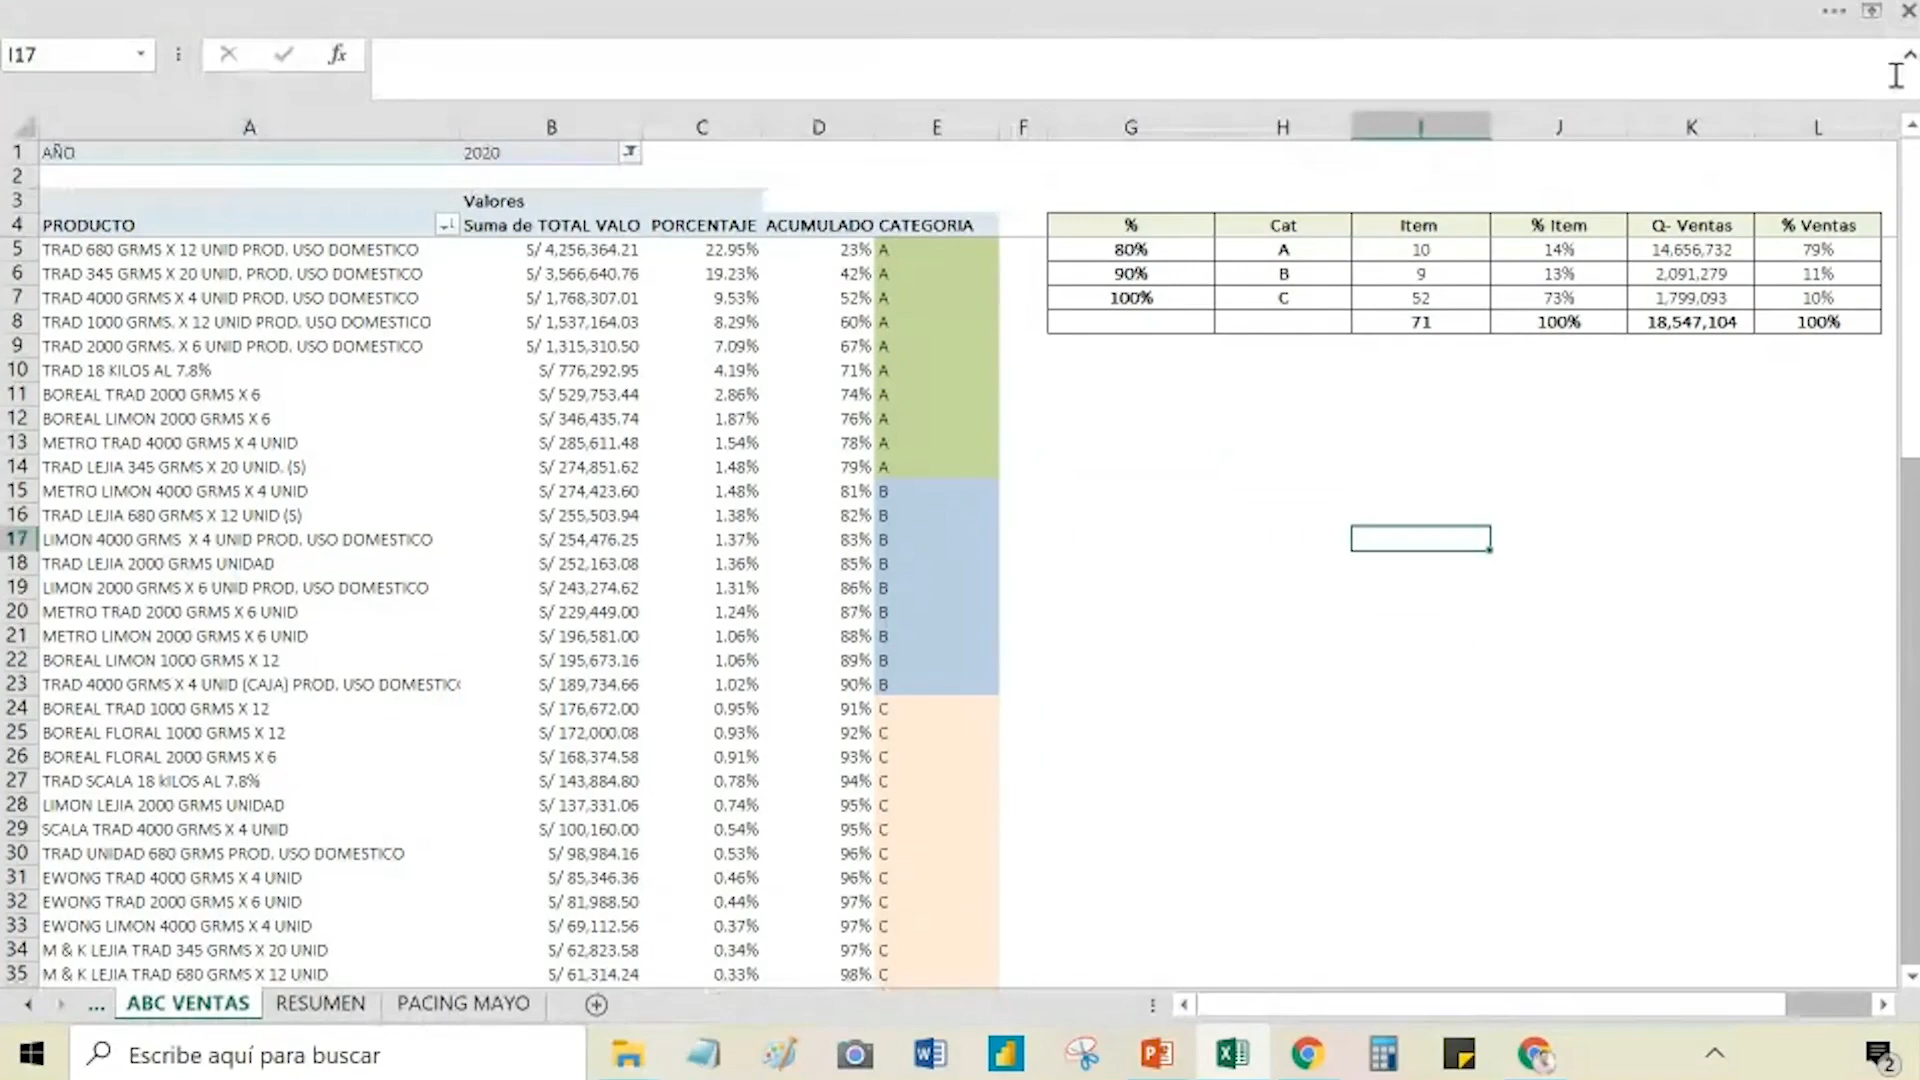 I17
fx
A B C D E F G H I J K L
1 AÑO 2020
2
3 Valores
4 PRODUCTO Suma de TOTAL VALO PORCENTAJE ACUMULADO CATEGORIA % Cat Item % Item Q- Ventas % Ventas
5 TRAD 680 GRMS X 12 UNID PROD. USO DOMESTICO S/ 4,256,364.21 22.95% 23% A 80% A 10 14% 14,656,732 79%
6 TRAD 345 GRMS X 20 UNID. PROD. USO DOMESTICO S/ 3,566,640.76 19.23% 42% A 90% B 9 13% 2,091,279 11%
7 TRAD 4000 GRMS X 4 UNID PROD. USO DOMESTICO S/ 1,768,307.01 9.53% 52% A 100% C 52 73% 1,799,093 10%
8 TRAD 1000 GRMS. X 12 UNID PROD. USO DOMESTICO S/ 1,537,164.03 8.29% 60% A 71 100% 18,547,104 100%
9 TRAD 2000 GRMS. X 6 UNID PROD. USO DOMESTICO S/ 1,315,310.50 7.09% 67% A
10 TRAD 18 KILOS AL 7.8% S/ 776,292.95 4.19% 71% A
11 BOREAL TRAD 2000 GRMS X 6 S/ 529,753.44 2.86% 74% A
12 BOREAL LIMON 2000 GRMS X 6 S/ 346,435.74 1.87% 76% A
13 METRO TRAD 4000 GRMS X 4 UNID S/ 285,611.48 1.54% 78% A
14 TRAD LEJIA 345 GRMS X 20 UNID. (S) S/ 274,851.62 1.48% 79% A
15 METRO LIMON 4000 GRMS X 4 UNID S/ 274,423.60 1.48% 81% B
16 TRAD LEJIA 680 GRMS X 12 UNID (S) S/ 255,503.94 1.38% 82% B
17 LIMON 4000 GRMS X 4 UNID PROD. USO DOMESTICO S/ 254,476.25 1.37% 83% B
18 TRAD LEJIA 2000 GRMS UNIDAD S/ 252,163.08 1.36% 85% B
19 LIMON 2000 GRMS X 6 UNID PROD. USO DOMESTICO S/ 243,274.62 1.31% 86% B
20 METRO TRAD 2000 GRMS X 6 UNID S/ 229,449.00 1.24% 87% B
21 METRO LIMON 2000 GRMS X 6 UNID S/ 196,581.00 1.06% 88% B
22 BOREAL LIMON 1000 GRMS X 12 S/ 195,673.16 1.06% 89% B
23 TRAD 4000 GRMS X 4 UNID (CAJA) PROD. USO DOMESTIC S/ 189,734.66 1.02% 90% B
24 BOREAL TRAD 1000 GRMS X 12 S/ 176,672.00 0.95% 91% C
25 BOREAL FLORAL 1000 GRMS X 12 S/ 172,000.08 0.93% 92% C
26 BOREAL FLORAL 2000 GRMS X 6 S/ 168,374.58 0.91% 93% C
27 TRAD SCALA 18 kILOS AL 7.8% S/ 143,884.80 0.78% 94% C
28 LIMON LEJIA 2000 GRMS UNIDAD S/ 137,331.06 0.74% 95% C
29 SCALA TRAD 4000 GRMS X 4 UNID S/ 100,160.00 0.54% 95% C
30 TRAD UNIDAD 680 GRMS PROD. USO DOMESTICO S/ 98,984.16 0.53% 96% C
31 EWONG TRAD 4000 GRMS X 4 UNID S/ 85,346.36 0.46% 96% C
32 EWONG TRAD 2000 GRMS X 6 UNID S/ 81,988.50 0.44% 97% C
33 EWONG LIMON 4000 GRMS X 4 UNID S/ 69,112.56 0.37% 97% C
34 M & K LEJIA TRAD 345 GRMS X 20 UNID S/ 62,823.58 0.34% 97% C
35 M & K LEJIA TRAD 680 GRMS X 12 UNID S/ 61,314.24 0.33% 98% C
... ABC VENTAS RESUMEN PACING MAYO
Escribe aquí para buscar
2